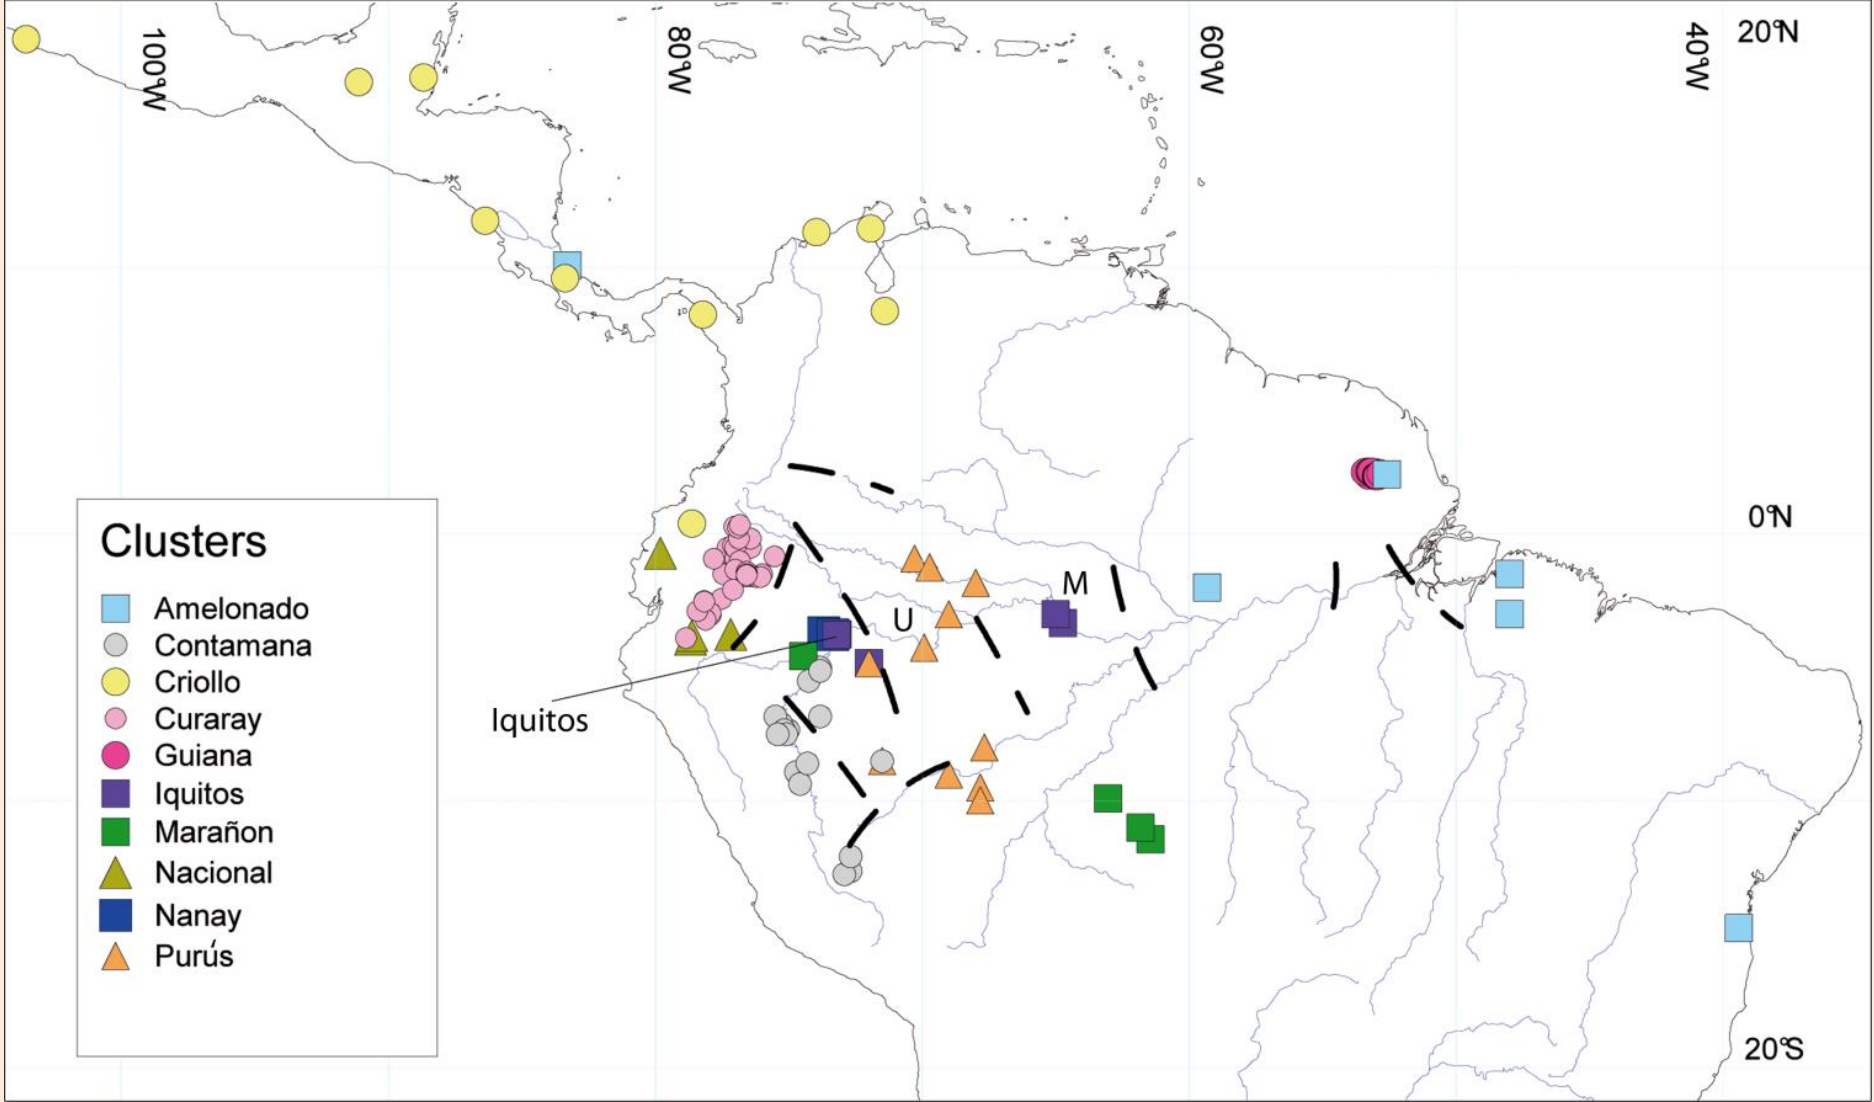 100°W
80°W
60°W
40°W
20°N
0°N
20°S
M
U
Iquitos
Clusters
Amelonado
Contamana
Criollo
Curaray
Guiana
Iquitos
Marañon
Nacional
Nanay
Purús